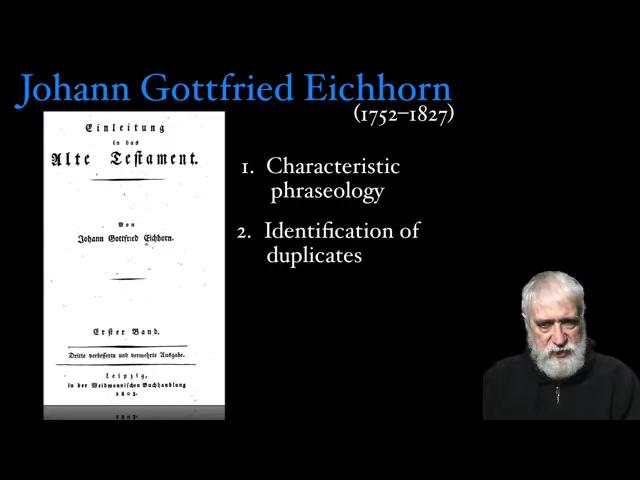 Johann Gottfried Eichhorn
(1752–1827)
Einleitung
in das
Alte Testament.
Von
Johann Gottfried Eichhorn.
Erster Band.
Dritte verbesserte und vermehrte Ausgabe.
Leipzig,
in der Weidmannischen Buchhandlung
1803.
1. Characteristic
phraseology
2. Identification of
duplicates